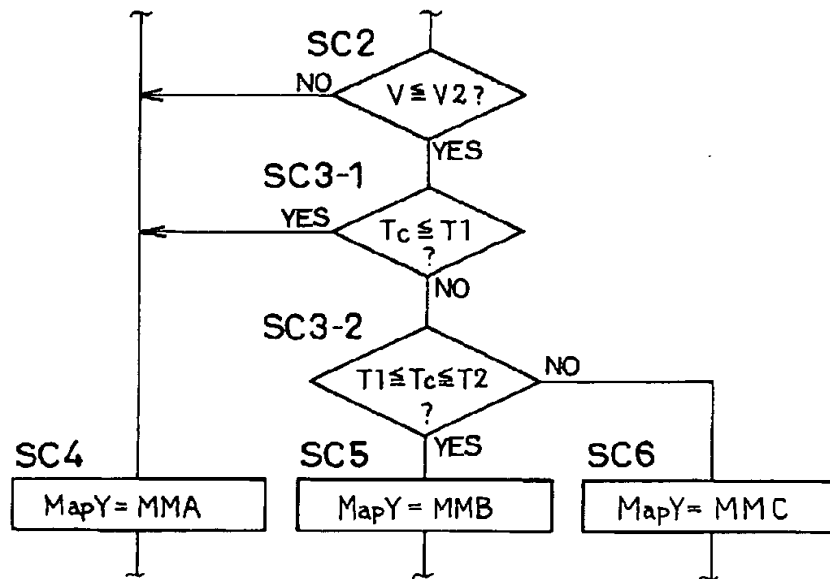 SC2
NO
V≦V2?
YES
SC3-1
YES
Tc≦T1
?
NO
SC3-2
T1≦Tc≦T2
?
NO
YES
SC4
SC5
SC6
MapY=MMA
MapY=MMB
MapY=MMC